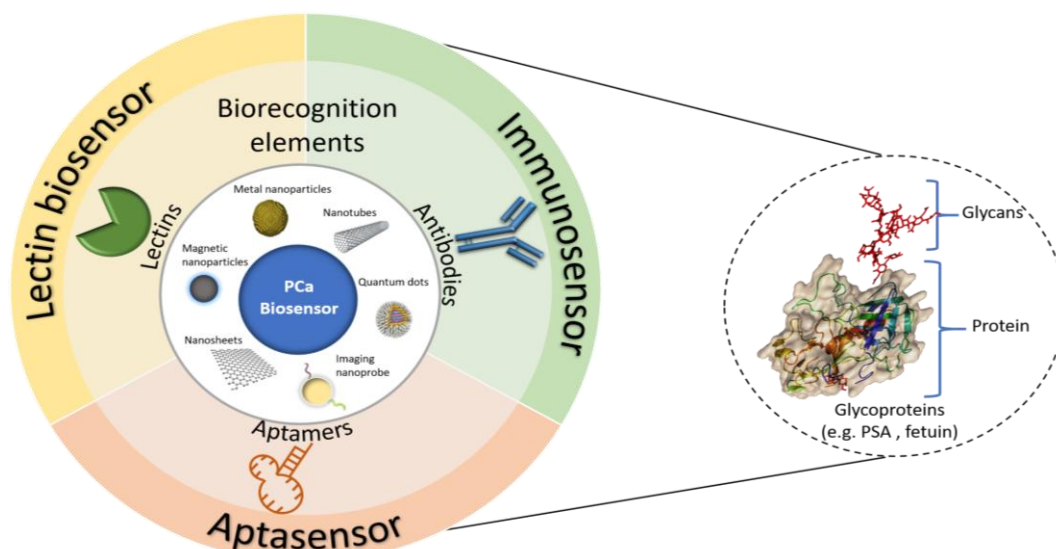 Lectin biosensor
Immunosensor
Aptasensor
Biorecognition
elements
Lectins
Antibodies
Aptamers
Metal nanoparticles
Nanotubes
Magnetic
nanoparticles
PCa
Biosensor
Quantum dots
Nanosheets
Imaging
nanoprobe
Glycans
Protein
Glycoproteins
(e.g. PSA , fetuin)